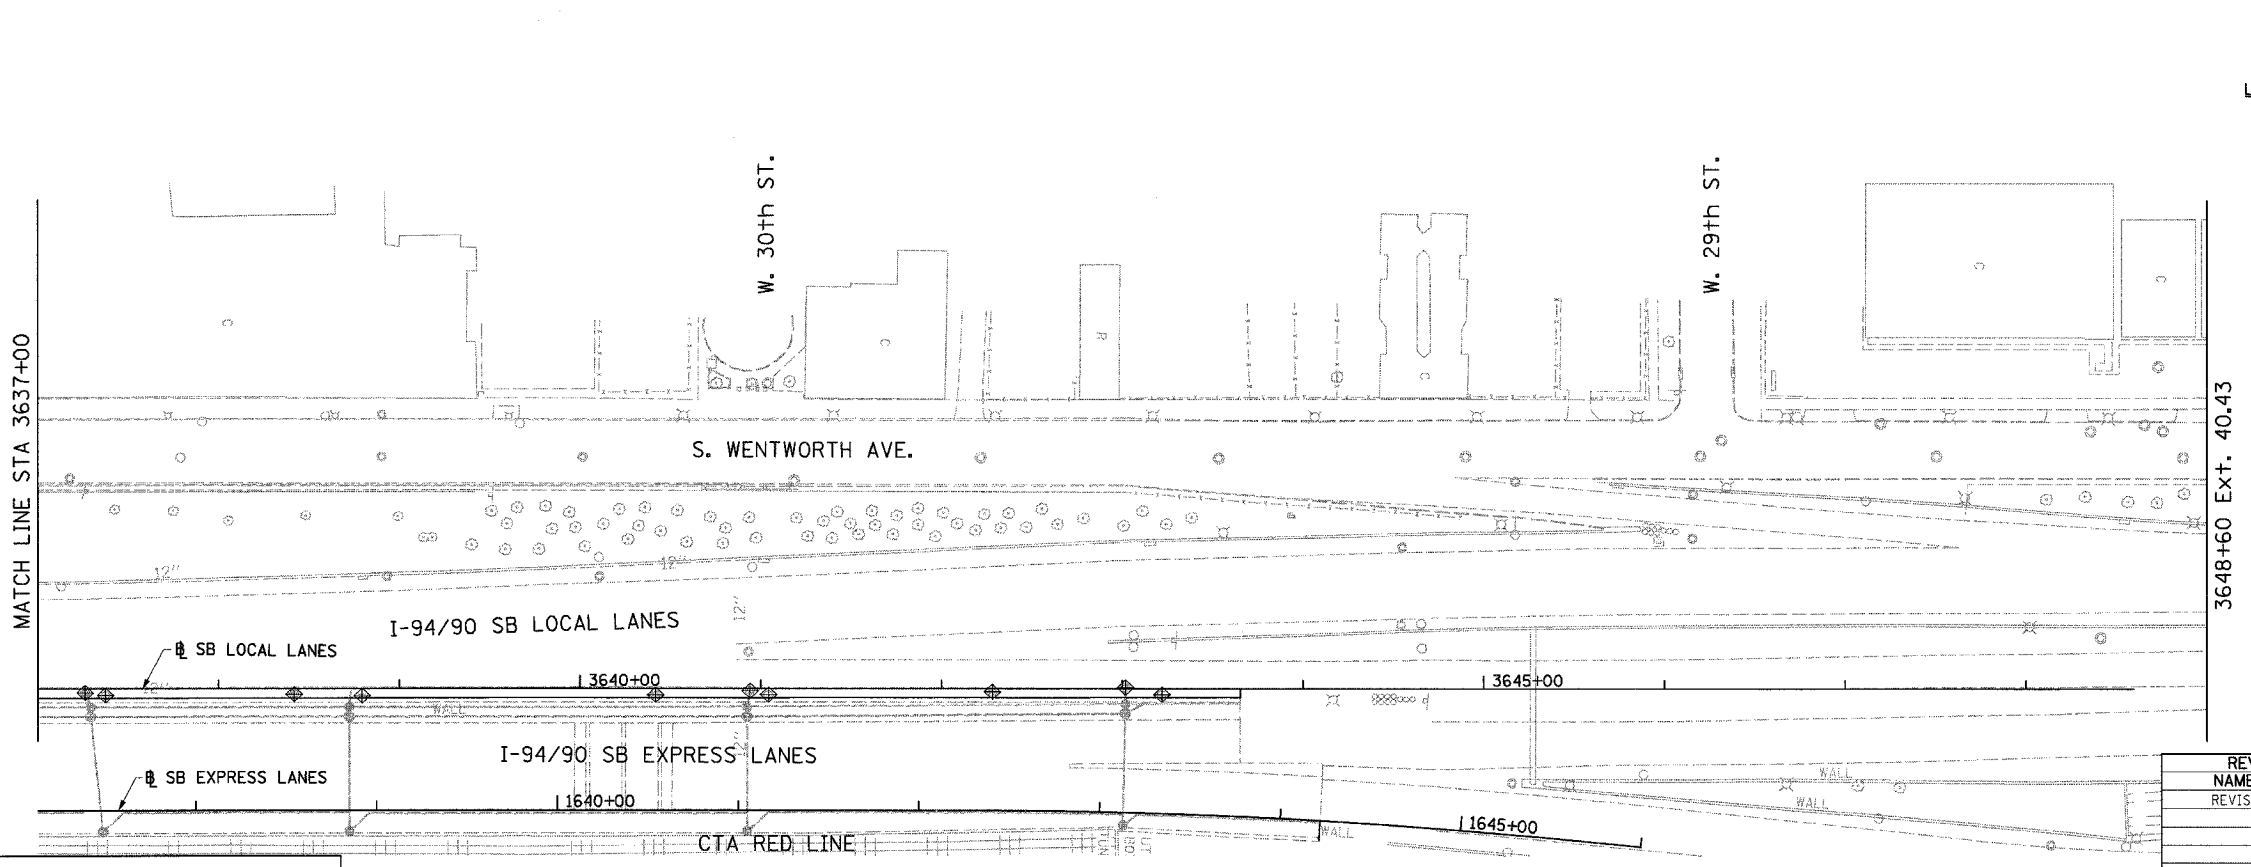 W. 30th ST.
W. 29th ST.
C
C
C
C
R
C
MATCH LINE STA 3637+00
3648+60 Ext. 40.43
S. WENTWORTH AVE.
12"
12"
12"
I-94/90 SB LOCAL LANES
SB LOCAL LANES
3640+00
3645+00
12"
WALL
I-94/90 SB EXPRESS LANES
12"
SB EXPRESS LANES
1640+00
1645+00
WALL
WALL
WALL
CTA RED LINE
REV
NAME
REVIS